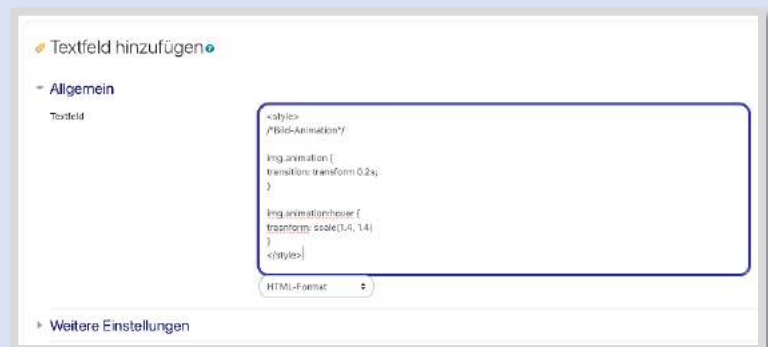 Textfeld hinzufügen
Allgemein
Textfeld
<style>
/*Bild-Animation*/
img.animation {
transition: transform 0.2s;
}
img.animation:hover {
trasnform: scale(1.4, 1.4)
}
</style>
HTML-Format
Weitere Einstellungen